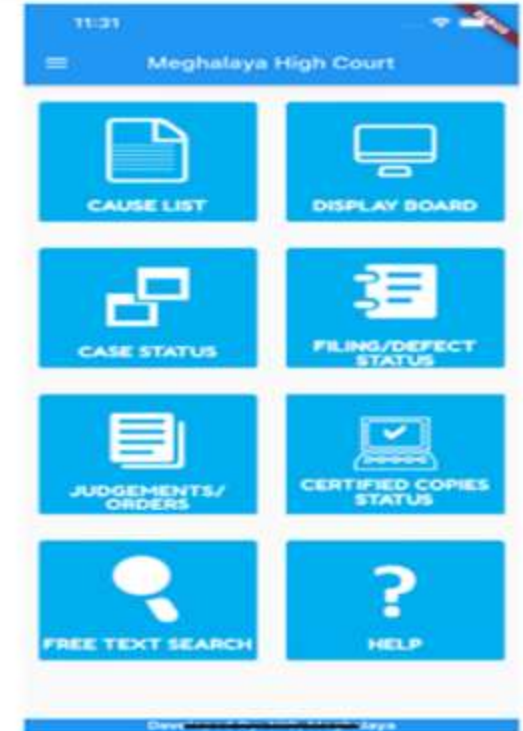 11:31
DEBUG
Meghalaya High Court
CAUSE LIST
DISPLAY BOARD
CASE STATUS
FILING/DEFECT
STATUS
JUDGEMENTS/
ORDERS
CERTIFIED COPIES
STATUS
FREE TEXT SEARCH
HELP